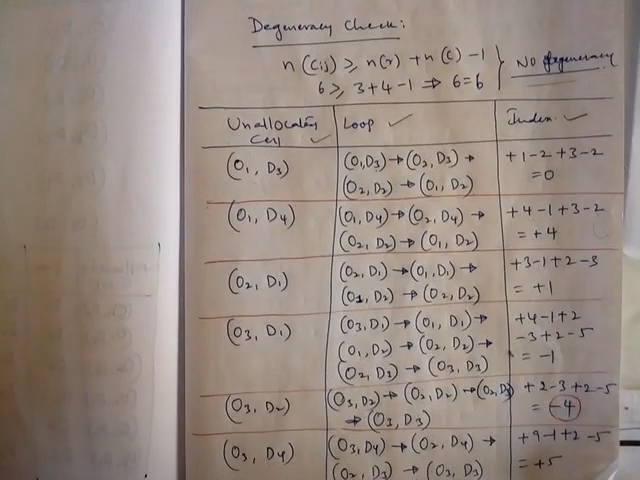 Degeneracy Check:
n(Cij) ≥ n(r) + n(c) - 1
6 ≥ 3+4-1 ⇒ 6=6
No degeneracy
Unallocated Cell ✓ Loop ✓ Index ✓
(O1, D3) (O1,D3) → (O2, D3) → +1-2+3-2
(O2, D2) → (O1, D2) =0
(O1, D4) (O1, D4) → (O2, D4) → +4-1+3-2
(O2, D2) → (O1, D2) = +4
(O2, D1) (O2, D1) → (O1, D1) → +3-1+2-3
(O1, D2) → (O2, D2) = +1
(O3, D1) (O3, D1) → (O1, D1) → +4-1+2
(O1, D2) → (O2, D2) → -3+2-5
(O2, D3) → (O3, D3) = -1
(O3, D2) (O3, D2) → (O2, D2) → (O2, D3) +2-3+2-5
→ (O3, D3) = -4
(O3, D4) (O3, D4) → (O2, D4) → +9-1+2-5
(O2, D3) → (O3, D3) = +5